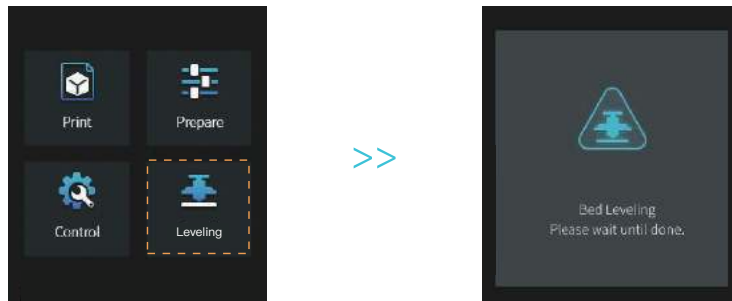 Print
Prepare
Control
Leveling
>>
Bed Leveling
Please wait until done.